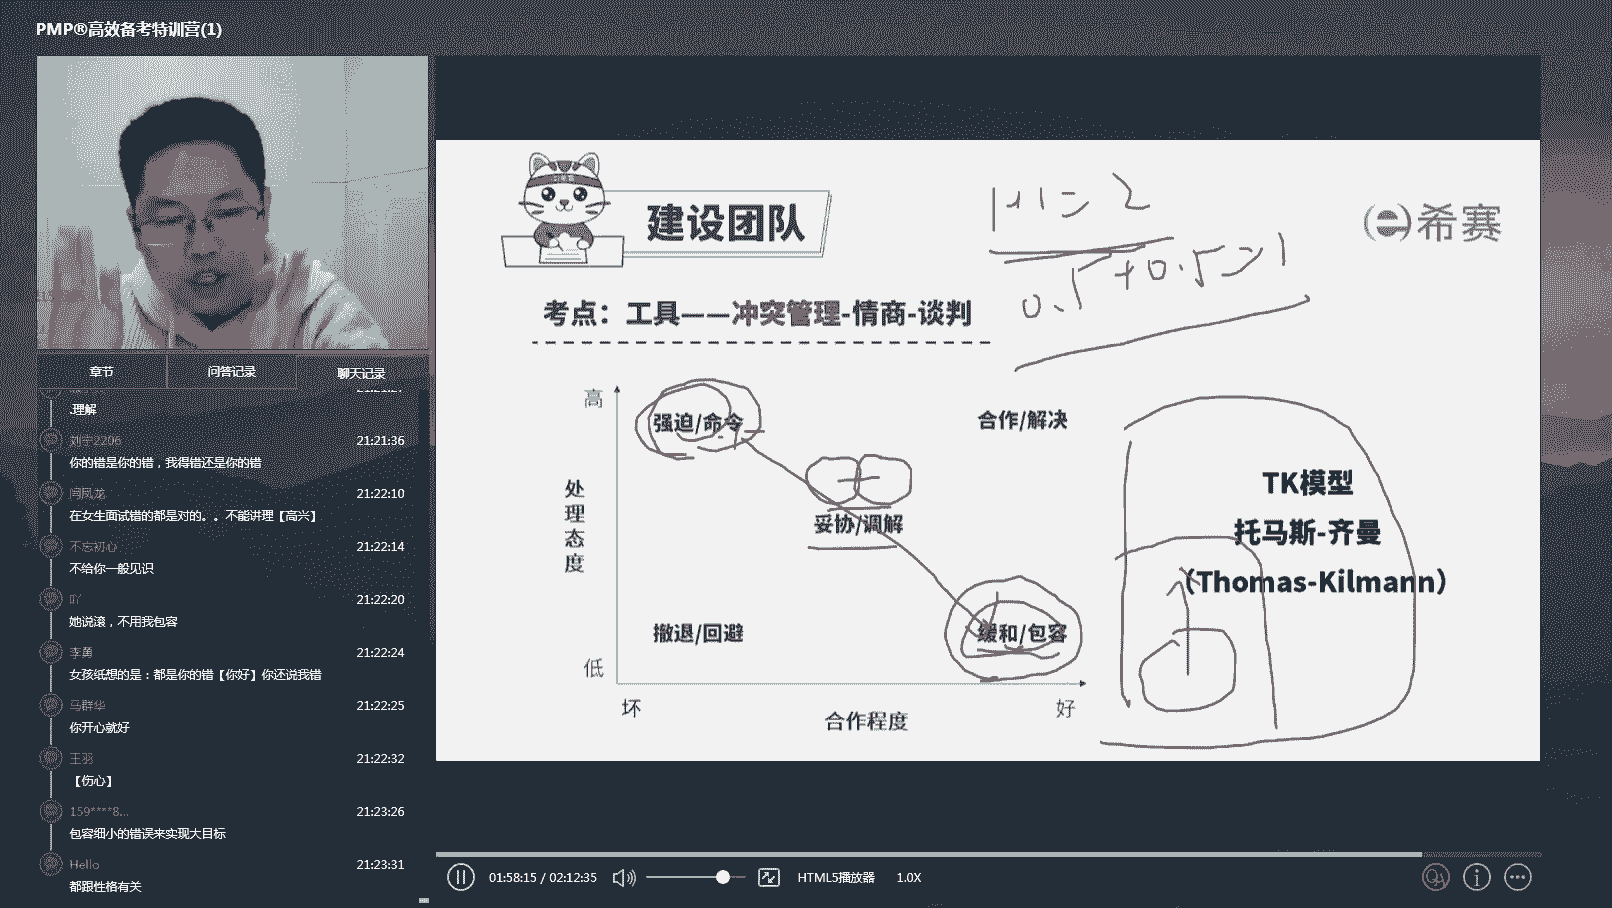 PMP®高效备考特训营(1)
章节
问答记录
聊天记录
.理解
刘宇2206
21:21:36
你的错是你的错，我得错还是你的错
闫凤龙
21:22:10
在女生面试错的都是对的。。不能讲理【高兴】
不忘初心
21:22:14
不给你一般见识
吖
21:22:20
她说滚，不用我包容
李勇
21:22:24
女孩纸想的是：都是你的错【你好】你还说我错
马群华
21:22:25
你开心就好
王羽
21:22:32
【伤心】
159****8...
21:23:26
包容细小的错误来实现大目标
Hello
21:23:31
都跟性格有关
建设团队
希赛
1+1=2
0.5+0.5=1
考点：工具——冲突管理-情商-谈判
高
强迫/命令
合作/解决
处理态度
妥协/调解
撤退/回避
缓和/包容
低
坏
合作程度
好
TK模型
托马斯-齐曼
（Thomas-Kilmann）
01:58:15 / 02:12:35
HTML5播放器
1.0X